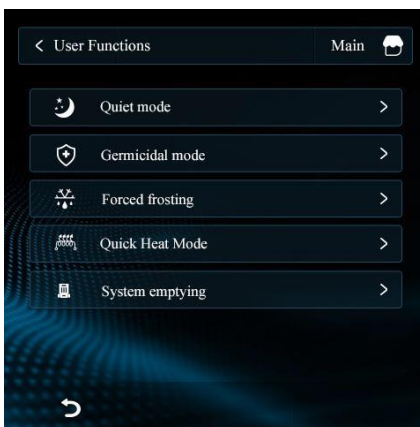 User Functions Main
Quiet mode
Germicidal mode
Forced frosting
Quick Heat Mode
System emptying